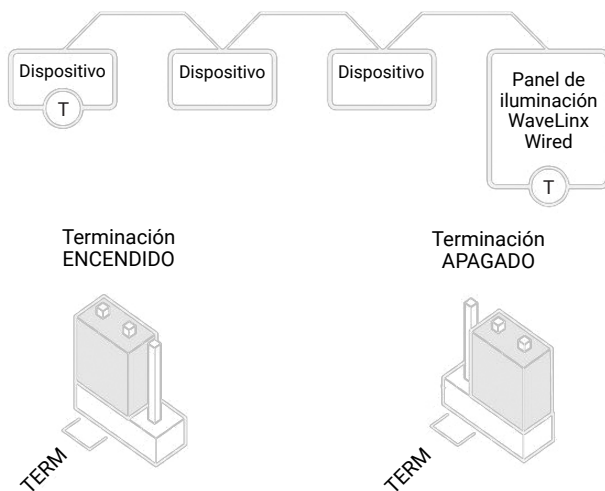 Dispositivo
T
Dispositivo
Dispositivo
Panel de
iluminación
WaveLinx
Wired
T
Terminación
ENCENDIDO
TERM
Terminación
APAGADO
TERM